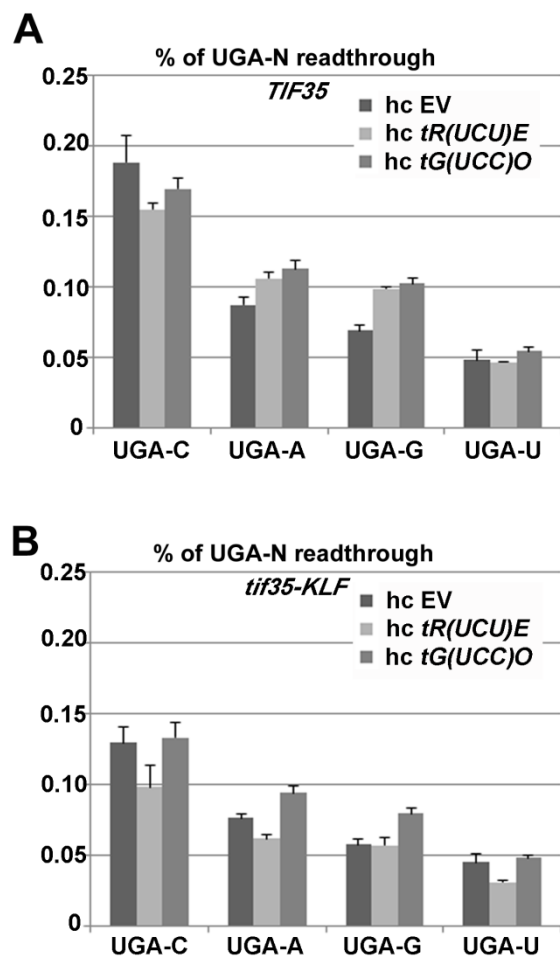 A
% of UGA-N readthrough
TIF35
0.25
0.20
0.15
0.10
0.05
0
hc EV
hc tR(UCU)E
hc tG(UCC)O
UGA-C UGA-A UGA-G UGA-U
B
% of UGA-N readthrough
tif35-KLF
0.25
0.20
0.15
0.10
0.05
0
hc EV
hc tR(UCU)E
hc tG(UCC)O
UGA-C UGA-A UGA-G UGA-U